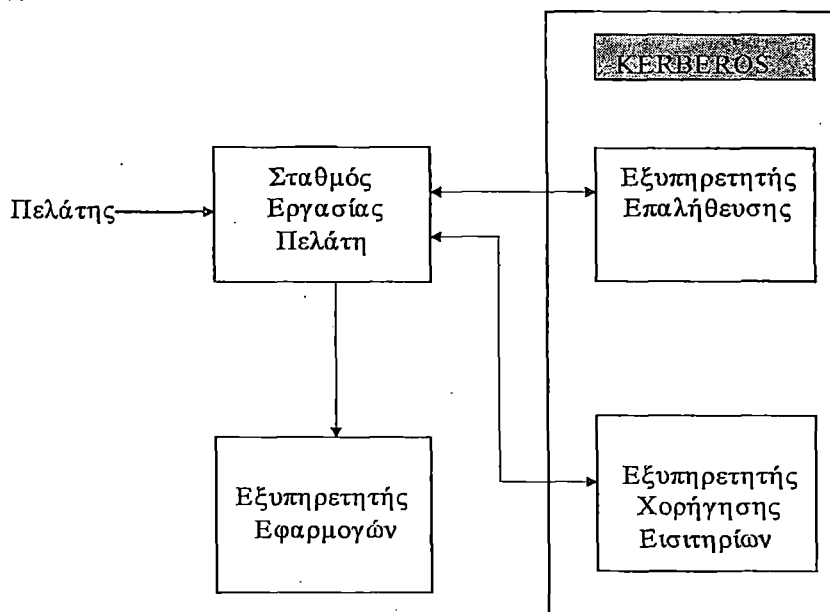 KERBEROS
Σταθμός
Εργασίας
Πελάτη
Εξυπηρετητής
Επαλήθευσης
Πελάτης
Εξυπηρετητής
Εφαρμογών
Εξυπηρετητής
Χορήγησης
Εισιτηρίων